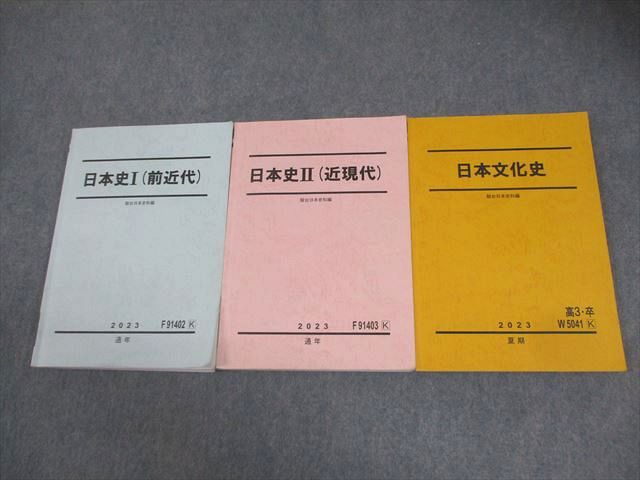 日本史Ⅰ(前近代)
駿台日本史科編
2023 F91402 K
通年
日本史Ⅱ(近現代)
駿台日本史科編
2023 F91403 K
通年
日本文化史
駿台日本史科編
高3・卒
2023 W5041 K
夏期